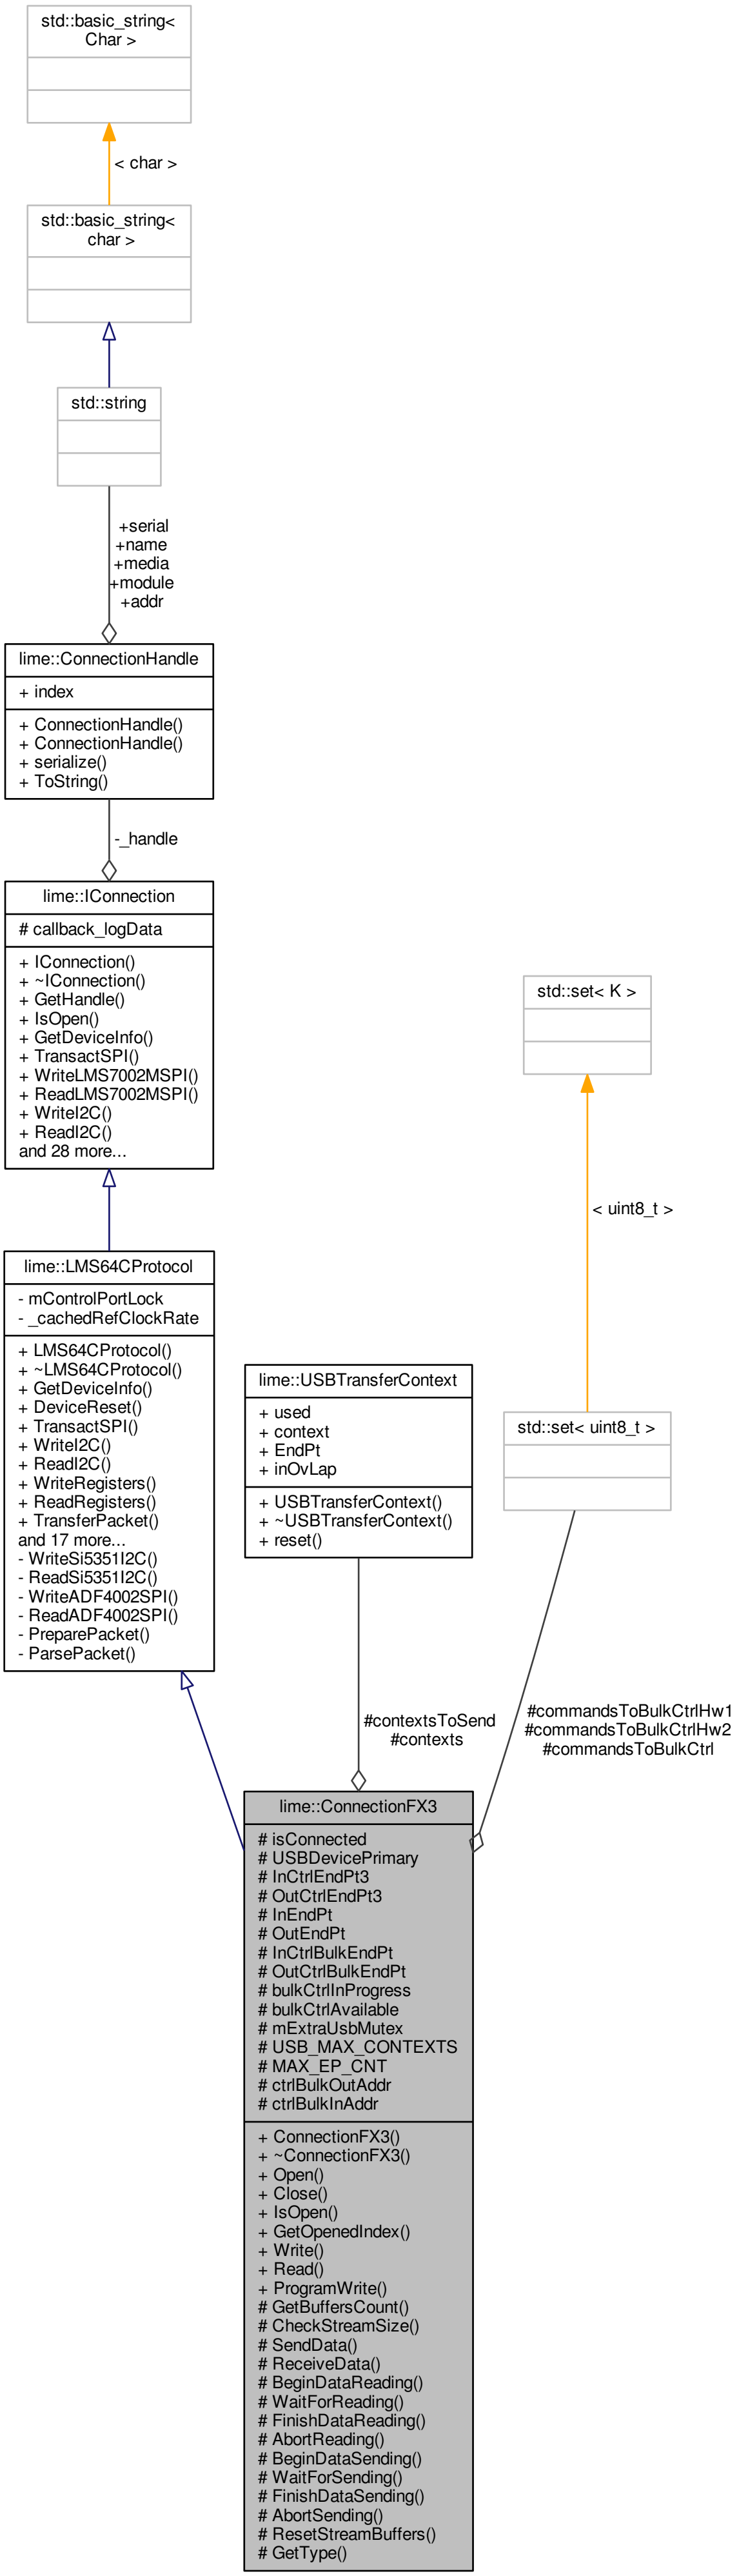 std::basic_string<
Char >
< char >
std::basic_string<
char >
std::string
+serial
+name
+media
+module
+addr
lime::ConnectionHandle
+ index
+ ConnectionHandle()
+ ConnectionHandle()
+ serialize()
+ ToString()
-_handle
lime::IConnection
# callback_logData
+ IConnection()
+ ~IConnection()
+ GetHandle()
+ IsOpen()
+ GetDeviceInfo()
+ TransactSPI()
+ WriteLMS7002MSPI()
+ ReadLMS7002MSPI()
+ WriteI2C()
+ ReadI2C()
and 28 more...
std::set< K >
< uint8_t >
lime::LMS64CProtocol
- mControlPortLock
- _cachedRefClockRate
+ LMS64CProtocol()
+ ~LMS64CProtocol()
+ GetDeviceInfo()
+ DeviceReset()
+ TransactSPI()
+ WriteI2C()
+ ReadI2C()
+ WriteRegisters()
+ ReadRegisters()
+ TransferPacket()
and 17 more...
- WriteSi5351I2C()
- ReadSi5351I2C()
- WriteADF4002SPI()
- ReadADF4002SPI()
- PreparePacket()
- ParsePacket()
lime::USBTransferContext
+ used
+ context
+ EndPt
+ inOvLap
+ USBTransferContext()
+ ~USBTransferContext()
+ reset()
std::set< uint8_t >
#contextsToSend
#contexts
#commandsToBulkCtrlHw1
#commandsToBulkCtrlHw2
#commandsToBulkCtrl
lime::ConnectionFX3
# isConnected
# USBDevicePrimary
# InCtrlEndPt3
# OutCtrlEndPt3
# InEndPt
# OutEndPt
# InCtrlBulkEndPt
# OutCtrlBulkEndPt
# bulkCtrlInProgress
# bulkCtrlAvailable
# mExtraUsbMutex
# USB_MAX_CONTEXTS
# MAX_EP_CNT
# ctrlBulkOutAddr
# ctrlBulkInAddr
+ ConnectionFX3()
+ ~ConnectionFX3()
+ Open()
+ Close()
+ IsOpen()
+ GetOpenedIndex()
+ Write()
+ Read()
+ ProgramWrite()
# GetBuffersCount()
# CheckStreamSize()
# SendData()
# ReceiveData()
# BeginDataReading()
# WaitForReading()
# FinishDataReading()
# AbortReading()
# BeginDataSending()
# WaitForSending()
# FinishDataSending()
# AbortSending()
# ResetStreamBuffers()
# GetType()